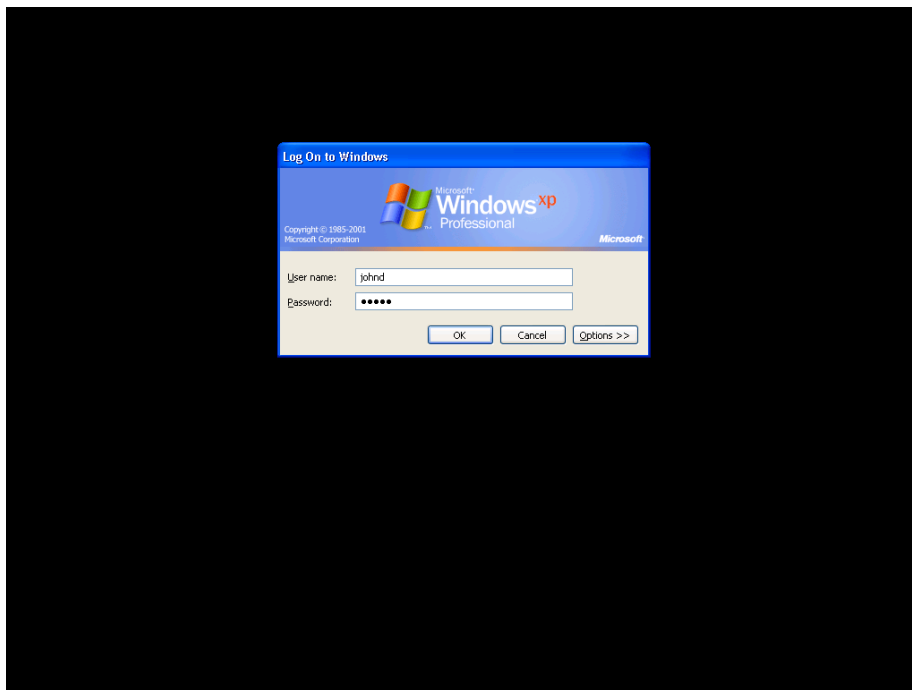 Log On to Windows
Microsoft
Windows xp
Professional
Copyright © 1985-2001
Microsoft Corporation
Microsoft
User name: johnd
Password: •••••
OK Cancel Options >>